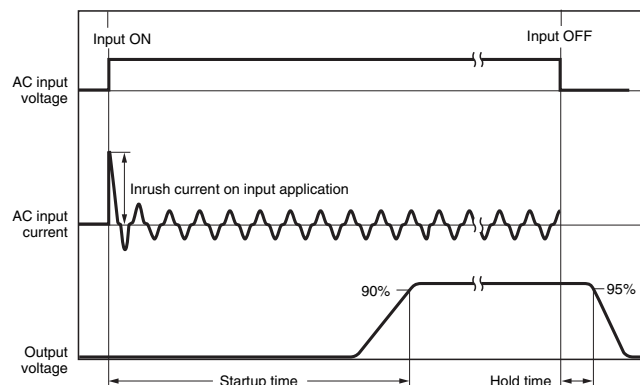 Input ON
Input OFF
AC input
voltage
Inrush current on input application
AC input
current
90%
95%
Output
voltage
Startup time
Hold time